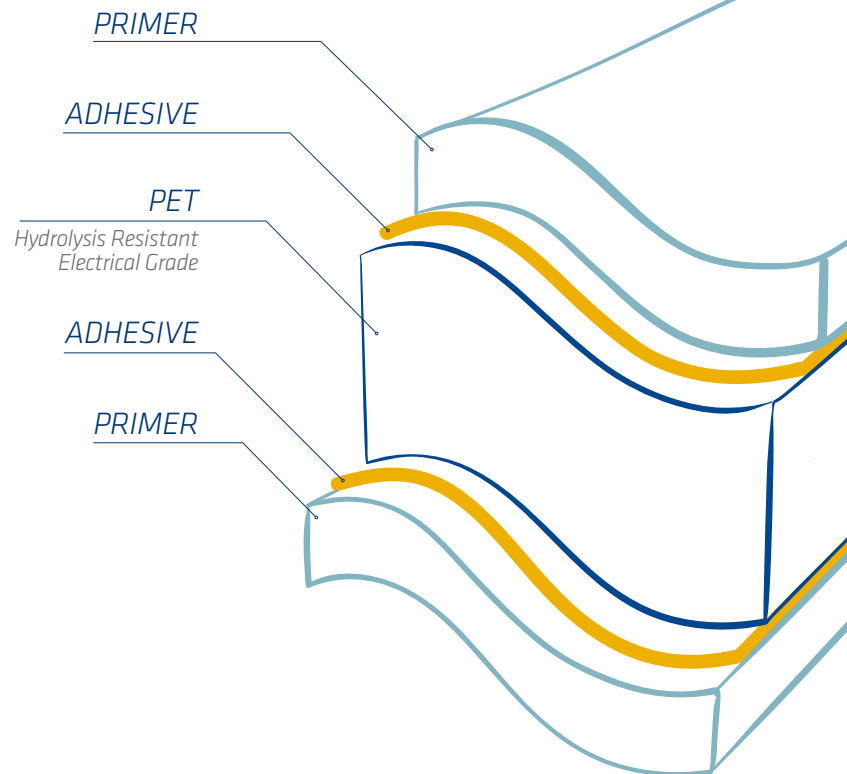 PRIMER
ADHESIVE
PET
Hydrolysis Resistant
Electrical Grade
ADHESIVE
PRIMER